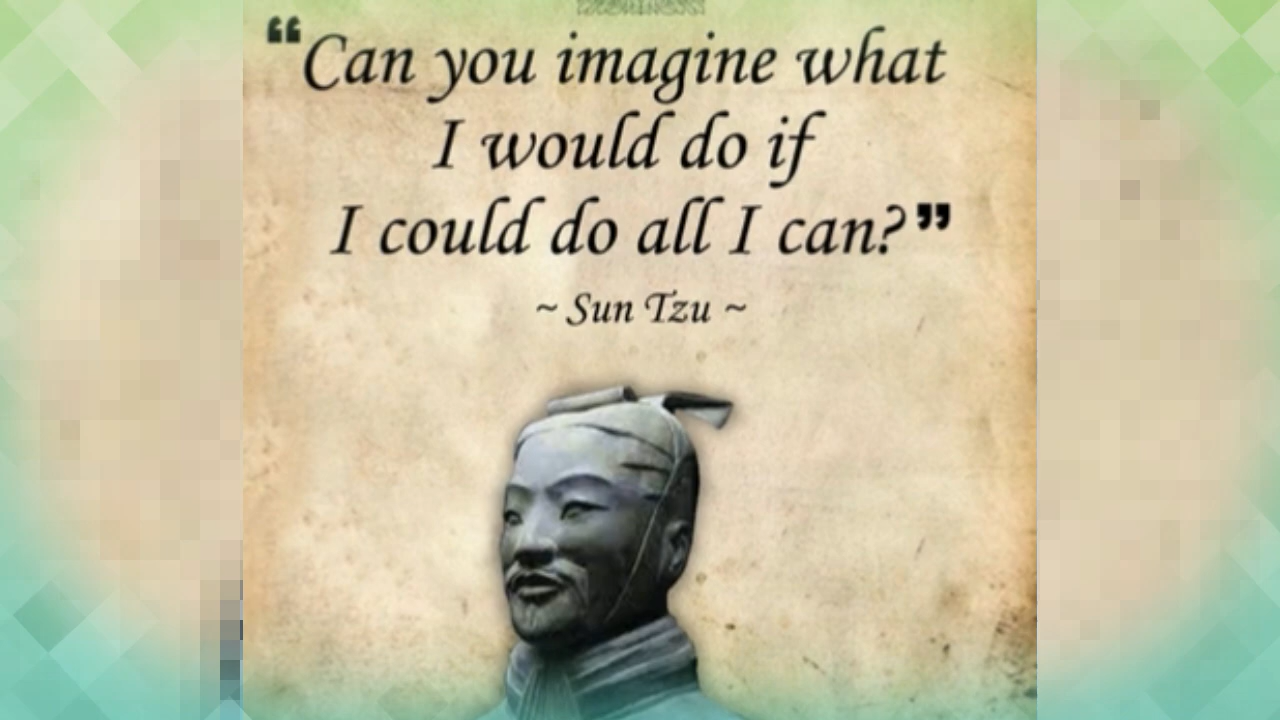 “Can you imagine what
I would do if
I could do all I can?”
~ Sun Tzu ~